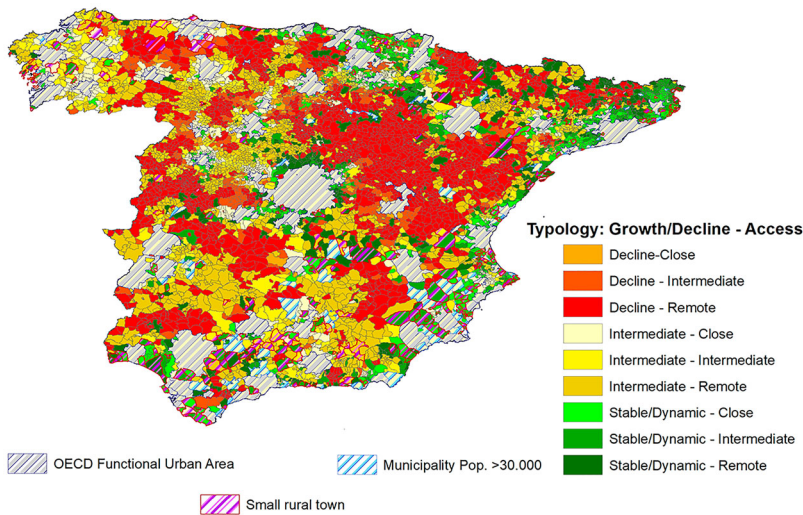 Typology: Growth/Decline - Access
Decline-Close
Decline - Intermediate
Decline - Remote
Intermediate - Close
Intermediate - Intermediate
Intermediate - Remote
Stable/Dynamic - Close
Stable/Dynamic - Intermediate
Stable/Dynamic - Remote
OECD Functional Urban Area
Municipality Pop. >30.000
Small rural town